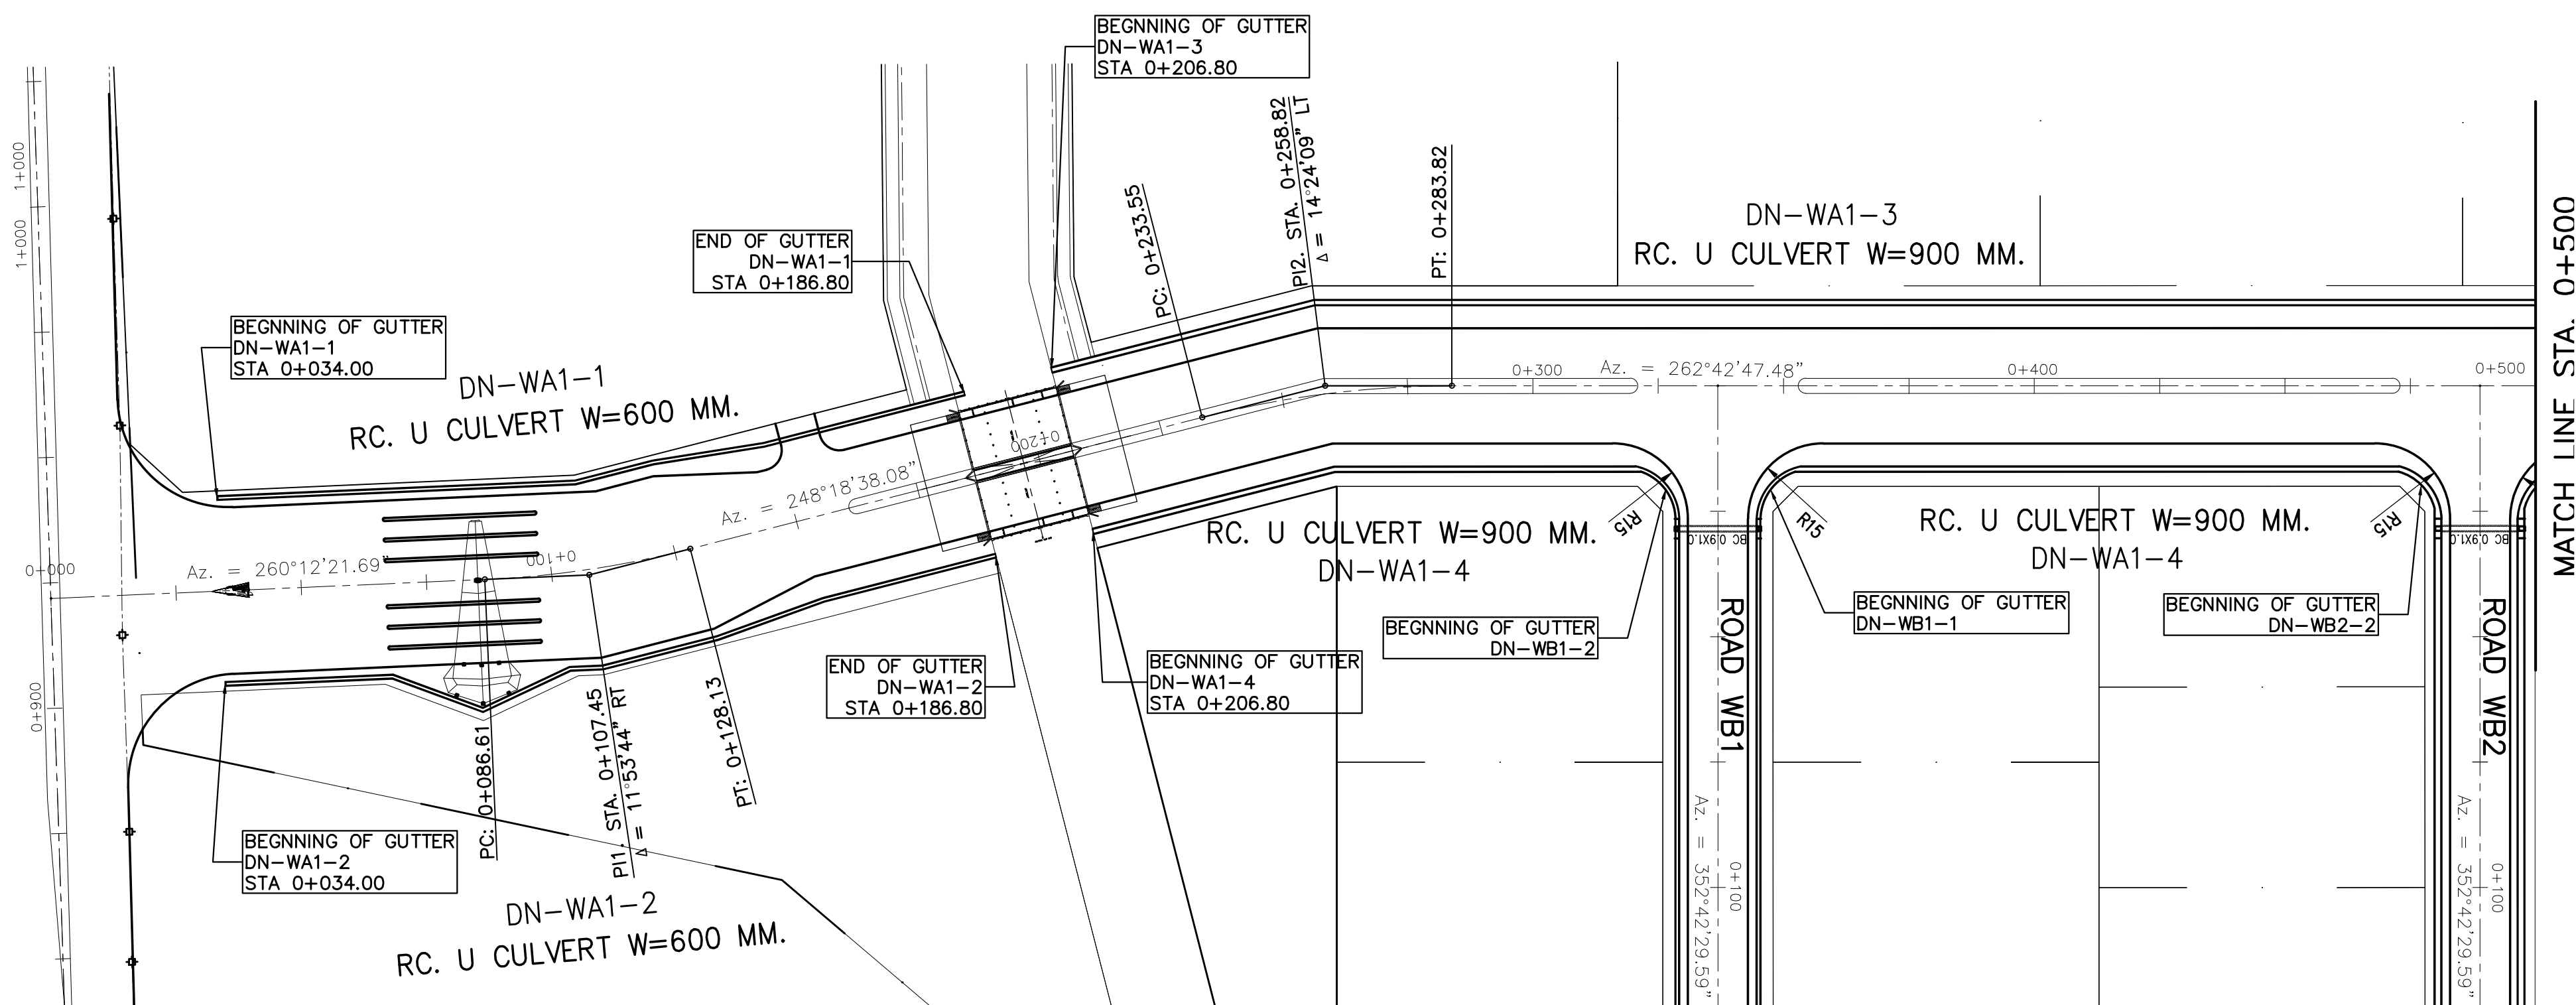 BEGNNING OF GUTTER
DN-WA1-3
STA 0+206.80
1+000
1+000
END OF GUTTER
DN-WA1-1
STA 0+186.80
PC: 0+233.55
PI2. STA. 0+258.82
Δ = 14°24'09" LT
PT: 0+283.82
DN-WA1-3
RC. U CULVERT W=900 MM.
MATCH LINE STA. 0+500
BEGNNING OF GUTTER
DN-WA1-1
STA 0+034.00
DN-WA1-1
RC. U CULVERT W=600 MM.
0+300
Az. = 262°42'47.48"
0+400
0+500
0+200
Az. = 248°18'38.08"
0+100
0-000
Az. = 260°12'21.69"
RC. U CULVERT W=900 MM.
DN-WA1-4
R15
BC 0.9X1.0
R15
RC. U CULVERT W=900 MM.
DN-WA1-4
R15
BC 0.9X1.0
BEGNNING OF GUTTER
DN-WB1-2
ROAD WB1
BEGNNING OF GUTTER
DN-WB1-1
BEGNNING OF GUTTER
DN-WB2-2
ROAD WB2
0+900
END OF GUTTER
DN-WA1-2
STA 0+186.80
BEGNNING OF GUTTER
DN-WA1-4
STA 0+206.80
PC: 0+086.61
PI1. STA. 0+107.45
Δ = 11°53'44" RT
PT: 0+128.13
BEGNNING OF GUTTER
DN-WA1-2
STA 0+034.00
DN-WA1-2
RC. U CULVERT W=600 MM.
Az. = 352°42'29.59"
0+100
Az. = 352°42'29.59"
0+100